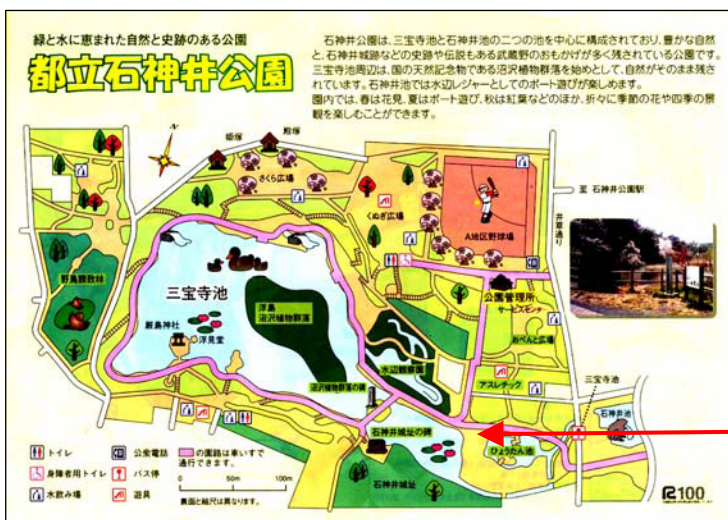 緑と水に恵まれた自然と史跡のある公園
都立石神井公園
石神井公園は、三宝寺池と石神井池の二つの池を中心に構成されており、豊かな自然
と、石神井城跡などの史跡や伝説もある武蔵野のおもかげが多く残されている公園です。
三宝寺池周辺は、国の天然記念物である沼沢植物群落を始めとして、自然がそのまま残さ
れています。石神井池では水辺レジャーとしてのボート遊びが楽しめます。
園内では、春は花見、夏はボート遊び、秋は紅葉などのほか、折々に季節の花や四季の景
観を楽しむことができます。
N
姫塚
殿塚
さくら広場
くぬぎ広場
A地区野球場
至 石神井公園駅
井草通り
野鳥誘致林
三宝寺池
浮島
沼沢植物群落
公園管理所
サービスセンタ
おべんと広場
厳島神社
浮見堂
水辺観察園
アスレチック
三宝寺池
沼沢植物群落の碑
石神井池
石神井城址の碑
ひょうたん池
石神井城址
トイレ
公衆電話
の園路は車いすで
通行できます。
身障者用トイレ
バス停
0 50m 100m
水飲み場
遊具
裏面と縮尺は異なります。
R100